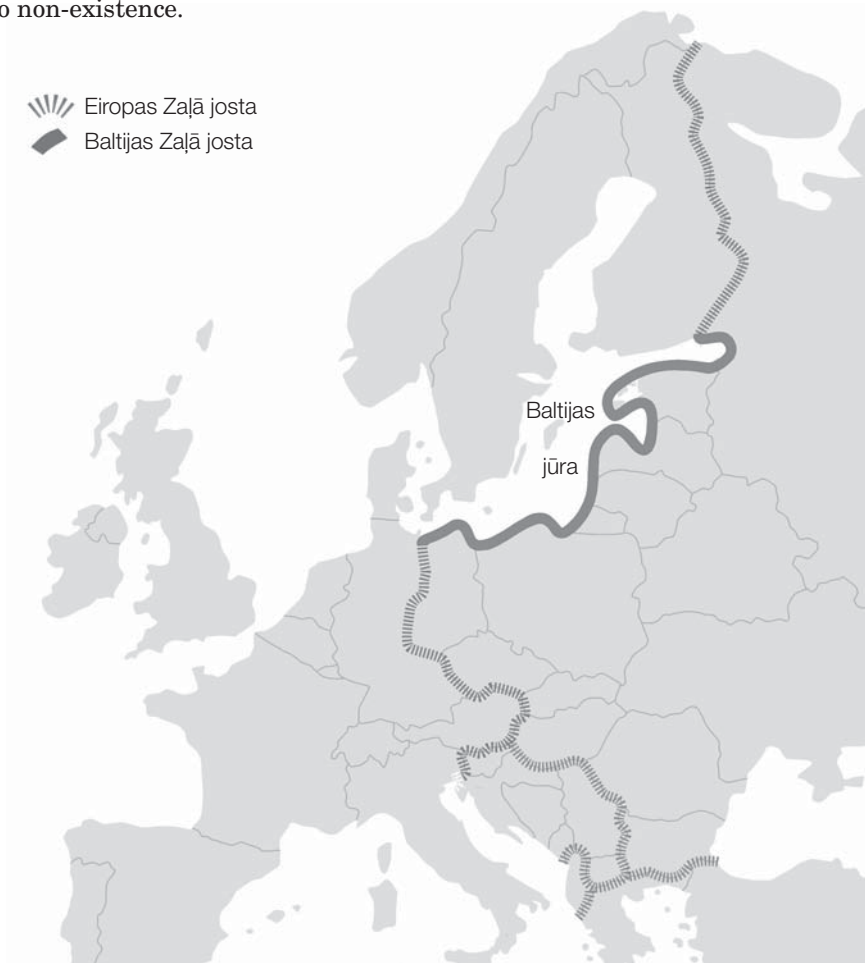 o non-existence.
Eiropas Zaļā josta
Baltijas Zaļā josta
Baltijas
jūra